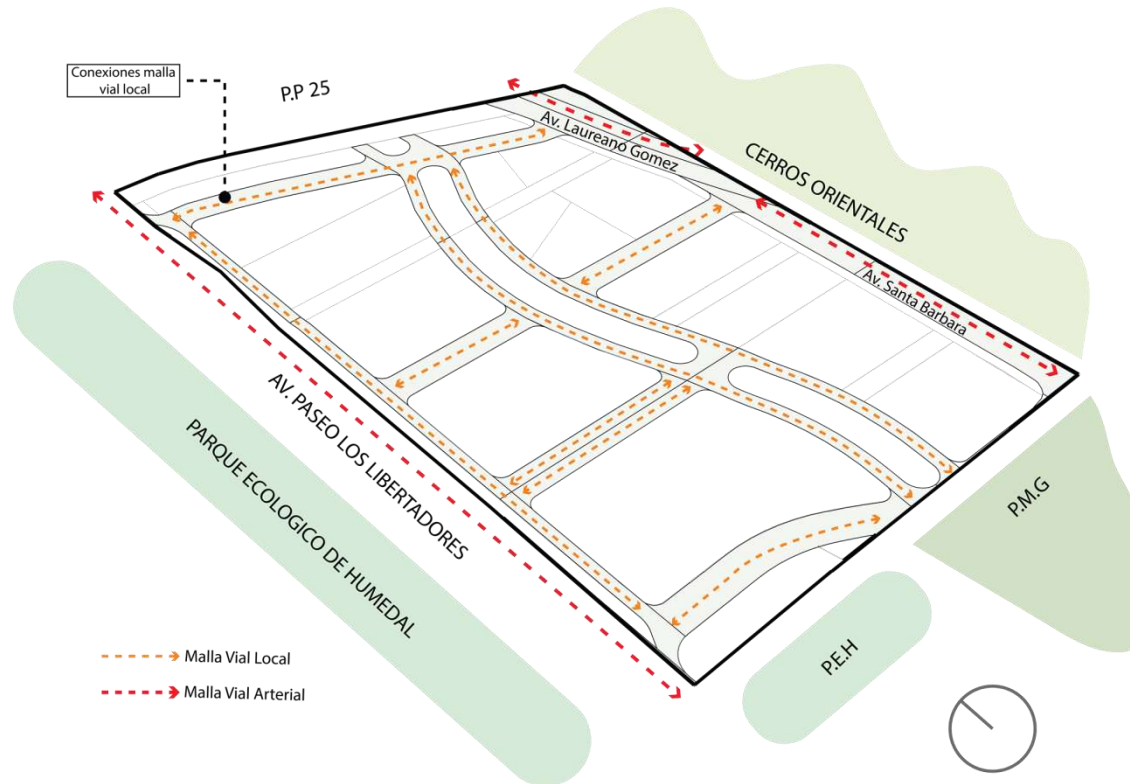 Conexiones malla
vial local
P.P 25
Av. Laureano Gomez
CERROS ORIENTALES
Av. Santa Barbara
AV. PASEO LOS LIBERTADORES
PARQUE ECOLOGICO DE HUMEDAL
P.M.G
P.E.H
Malla Vial Local
Malla Vial Arterial